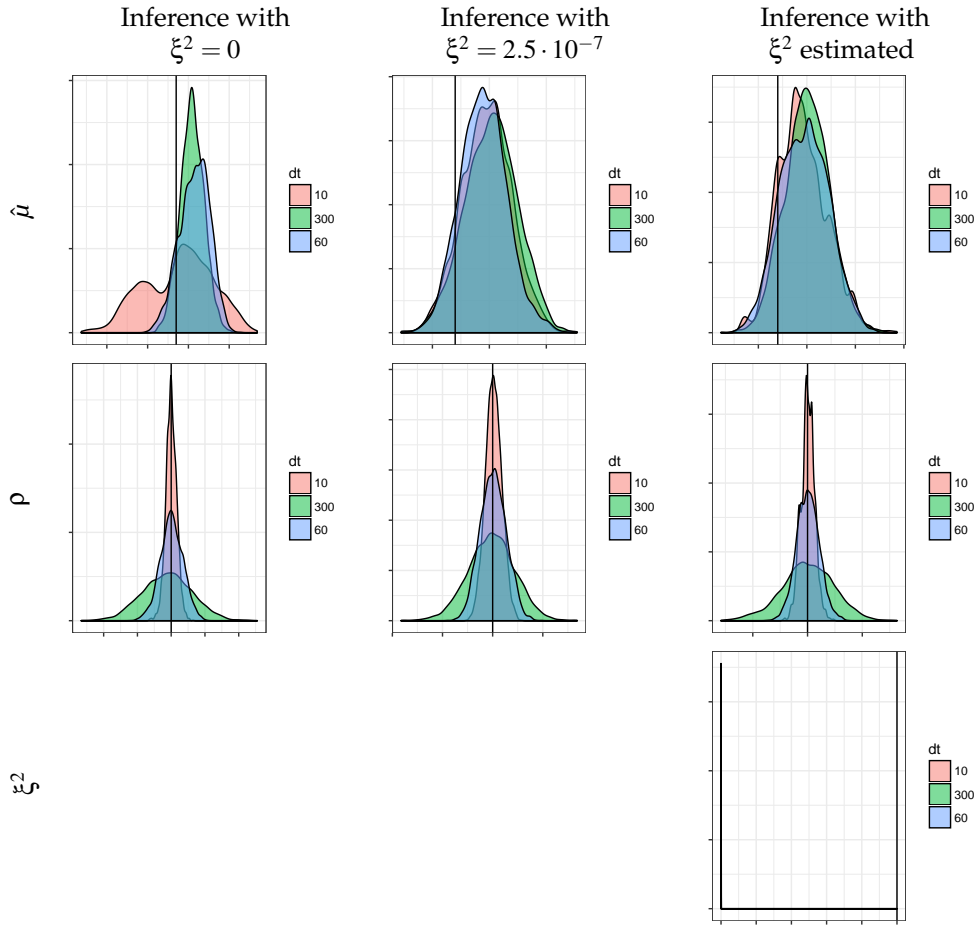 Inference with
ξ² = 0
Inference with
ξ² = 2.5 · 10⁻⁷
Inference with
ξ² estimated
μ̂
dt
10
300
60
dt
10
300
60
dt
10
300
60
ρ
dt
10
300
60
dt
10
300
60
dt
10
300
60
ξ²
dt
10
300
60